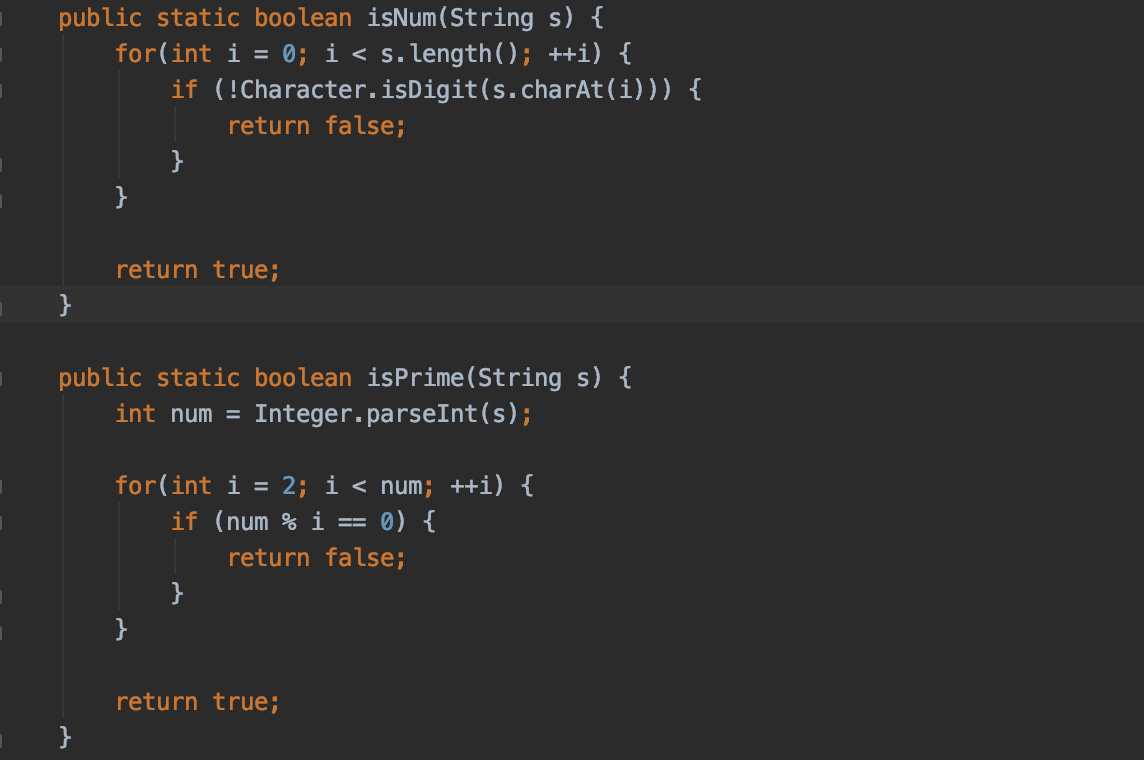 public static boolean isNum(String s) {
    for(int i = 0; i < s.length(); ++i) {
        if (!Character.isDigit(s.charAt(i))) {
            return false;
        }
    }

    return true;
}

public static boolean isPrime(String s) {
    int num = Integer.parseInt(s);

    for(int i = 2; i < num; ++i) {
        if (num % i == 0) {
            return false;
        }
    }

    return true;
}